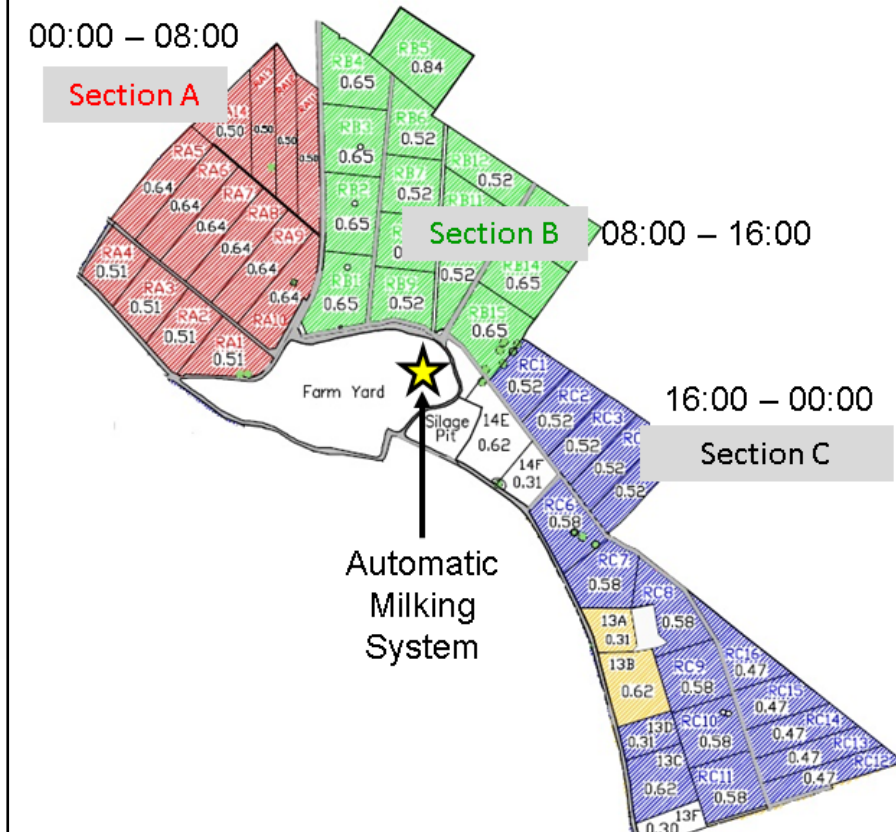 00:00 – 08:00
Section A
RA14
0.50
0.50
0.50
0.50
RA5
0.64
RA6
0.64
RA7
0.64
RA8
0.64
RA9
0.64
RA10
0.64
RA4
0.51
RA3
0.51
RA2
0.51
RA1
0.51
RB4
0.65
RB5
0.84
RB3
0.65
RB6
0.52
RB2
0.65
RB7
0.52
RB12
0.52
RB11
Section B
08:00 – 16:00
RB1
0.65
RB9
0.52
0.52
RB14
0.65
RB15
0.65
Farm Yard
Silage
Pit
14E
0.62
14F
0.31
RC1
0.52
RC2
0.52
RC3
0.52
0.52
0.52
16:00 – 00:00
Section C
RC6
0.58
RC7
0.58
RC8
0.58
Automatic
Milking
System
13A
0.31
13B
0.62
RC9
0.58
RC16
0.47
RC15
0.47
RC14
0.47
RC13
0.47
RC12
13D
0.31
RC10
0.58
13C
0.62
RC11
0.58
13F
0.30